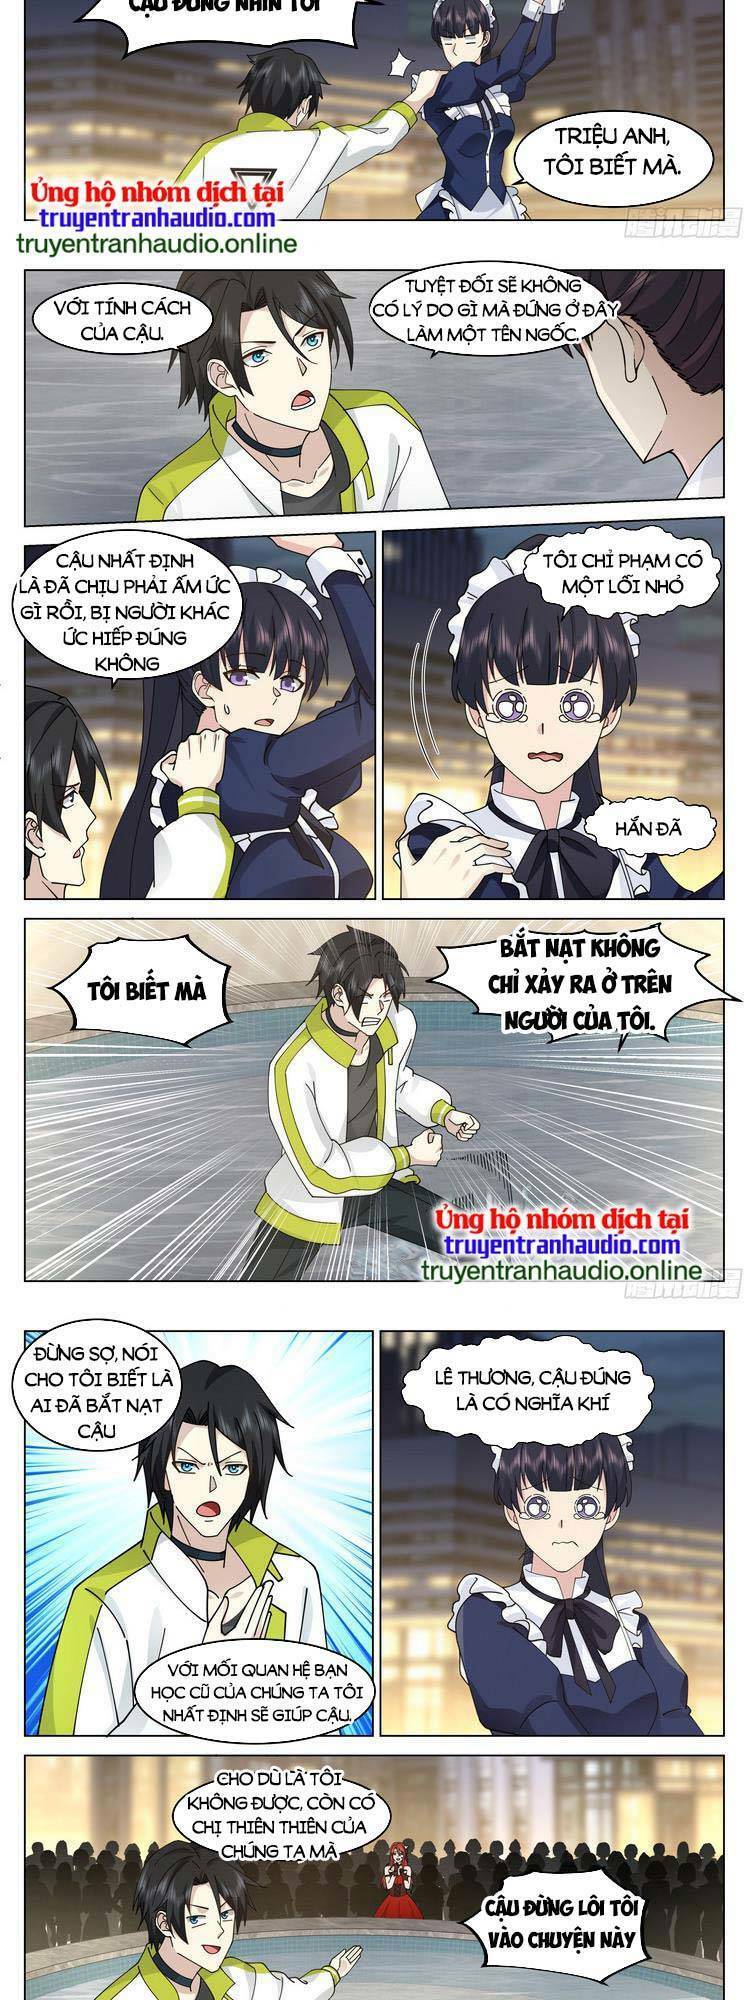 CẬU ĐỪNG NHÌN TÔI
TRIỆU ANH,
TÔI BIẾT MÀ.
Ủng hộ nhóm dịch tại
truyentranhaudio.com
truyentranhaudio.online
VỚI TÍNH CÁCH
CỦA CẬU.
TUYỆT ĐỐI SẼ KHÔNG
CÓ LÝ DO GÌ MÀ ĐỨNG Ở ĐÂY
LÀM MỘT TÊN NGỐC.
CẬU NHẤT ĐỊNH
LÀ ĐÃ CHỊU PHẢI ẤM ỨC
GÌ RỒI, BỊ NGƯỜI KHÁC
ỨC HIẾP ĐÚNG
KHÔNG
TÔI CHỈ PHẠM CÓ
MỘT LỐI NHỎ
HẮN ĐÃ
TÔI BIẾT MÀ
BẮT NẠT KHÔNG
CHỈ XẢY RA Ở TRÊN
NGƯỜI CỦA TÔI.
Ủng hộ nhóm dịch tại
truyentranhaudio.com
truyentranhaudio.online
ĐỪNG SỢ, NÓI
CHO TÔI BIẾT LÀ
AI ĐÃ BẮT NẠT
CẬU
LÊ THƯƠNG, CẬU ĐÚNG
LÀ CÓ NGHĨA KHÍ
VỚI MỐI QUAN HỆ BẠN
HỌC CŨ CỦA CHÚNG TA TÔI
NHẤT ĐỊNH SẼ GIÚP CẬU.
CHO DÙ LÀ TÔI
KHÔNG ĐƯỢC, CÒN CÓ
CHỊ THIÊN THIÊN CỦA
CHÚNG TA MÀ
CẬU ĐỪNG LÔI TÔI
VÀO CHUYỆN NÀY